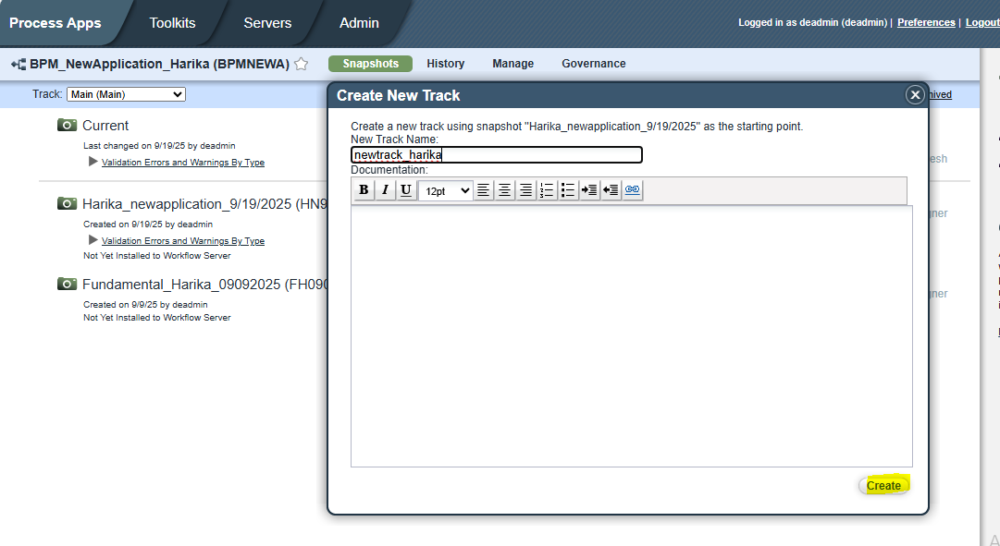 Process Apps Toolkits Servers Admin Logged in as deadmin (deadmin) | Preferences | Logout
BPM_NewApplication_Harika (BPMNEWA) Snapshots History Manage Governance
Track: Main (Main)
Current
Last changed on 9/19/25 by deadmin
Validation Errors and Warnings By Type
Harika_newapplication_9/19/2025 (HN9
Created on 9/19/25 by deadmin
Validation Errors and Warnings By Type
Not Yet Installed to Workflow Server
Fundamental_Harika_09092025 (FH090
Created on 9/9/25 by deadmin
Not Yet Installed to Workflow Server
Create New Track
Create a new track using snapshot "Harika_newapplication_9/19/2025" as the starting point.
New Track Name:
newtrack_harika
Documentation:
B I U 12pt
Create